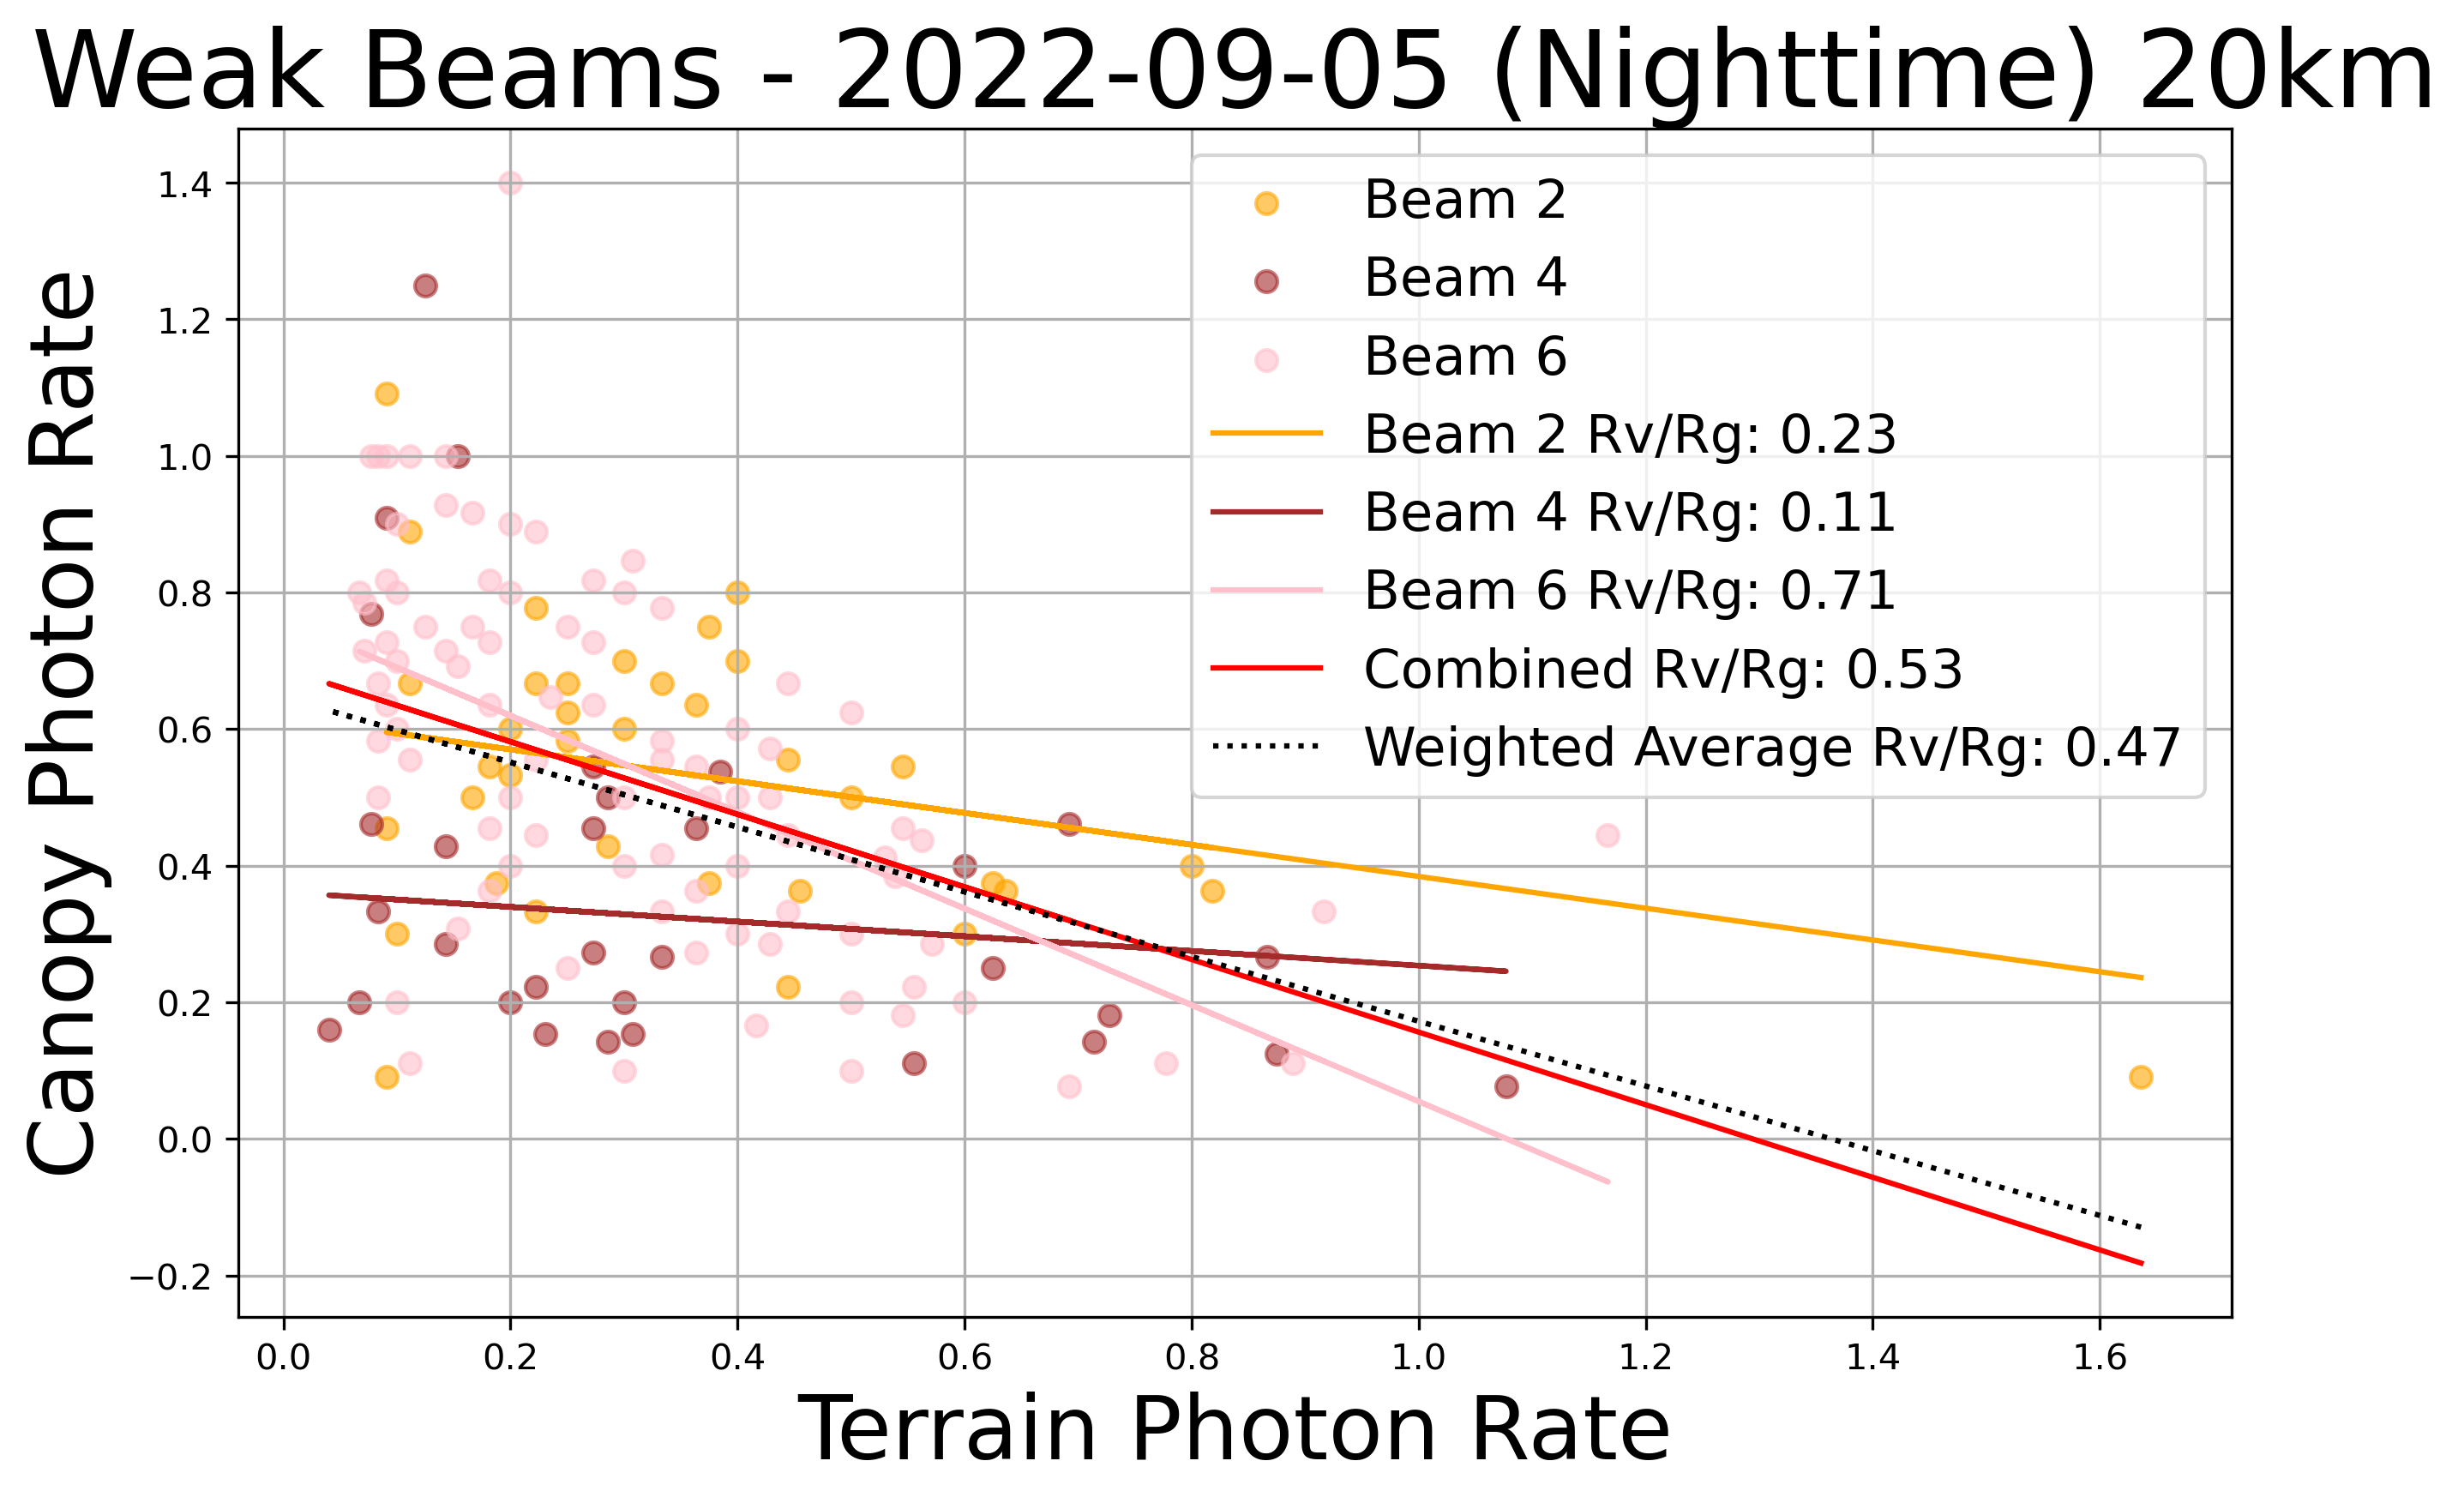 Weak Beams - 2022-09-05 (Nighttime) 20km
Canopy Photon Rate
1.4
1.2
1.0
0.8
0.6
0.4
0.2
0.0
−0.2
Beam 2
Beam 4
Beam 6
Beam 2 Rv/Rg: 0.23
Beam 4 Rv/Rg: 0.11
Beam 6 Rv/Rg: 0.71
Combined Rv/Rg: 0.53
Weighted Average Rv/Rg: 0.47
0.0 0.2 0.4 0.6 0.8 1.0 1.2 1.4 1.6
Terrain Photon Rate